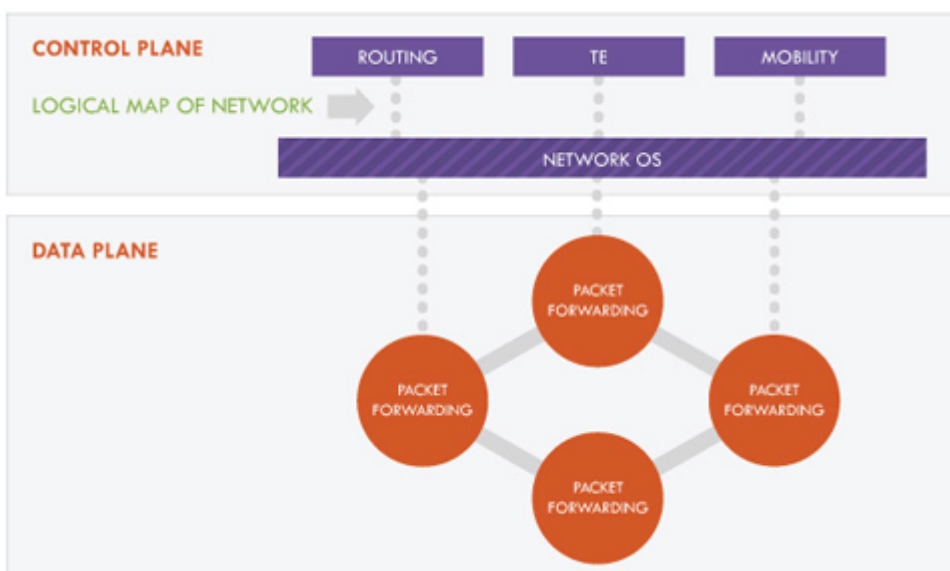 CONTROL PLANE
ROUTING
TE
MOBILITY
LOGICAL MAP OF NETWORK
NETWORK OS
DATA PLANE
PACKET
FORWARDING
PACKET
FORWARDING
PACKET
FORWARDING
PACKET
FORWARDING